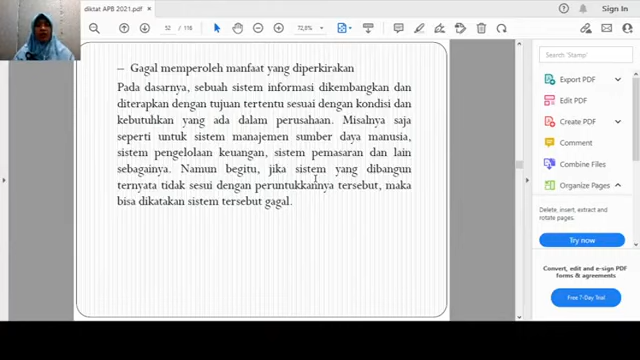 diktat APB 2021.pdf
Sign In
52 / 116
72,8%
– Gagal memperoleh manfaat yang diperkirakan
Pada dasarnya, sebuah sistem informasi dikembangkan dan
diterapkan dengan tujuan tertentu sesuai dengan kondisi dan
kebutuhkan yang ada dalam perusahaan. Misalnya saja
seperti untuk sistem manajemen sumber daya manusia,
sistem pengelolaan keuangan, sistem pemasaran dan lain
sebagainya. Namun begitu, jika sistem yang dibangun
ternyata tidak sesui dengan peruntukkannya tersebut, maka
bisa dikatakan sistem tersebut gagal.
Search 'Stamp'
Export PDF
Edit PDF
Create PDF
Comment
Combine Files
Organize Pages
Delete, insert, extract and
rotate pages.
Try now
Convert, edit and e-sign PDF
forms & agreements
Free 7-Day Trial